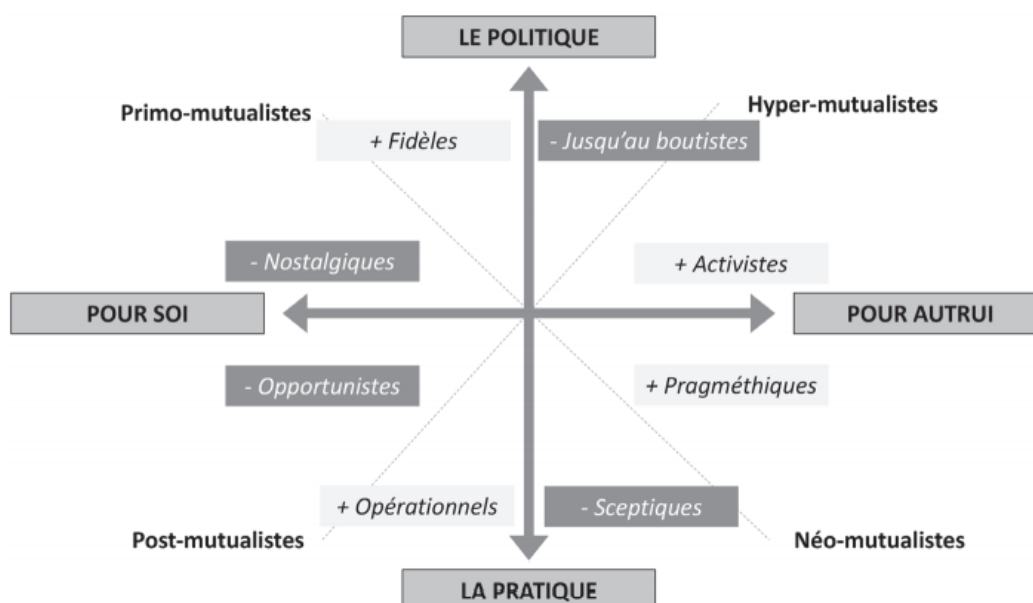 LE POLITIQUE
Primo-mutualistes
Hyper-mutualistes
+ Fidèles
- Jusqu'au boutistes
- Nostalgiques
+ Activistes
POUR SOI
POUR AUTRUI
- Opportunistes
+ Pragméthiques
+ Opérationnels
- Sceptiques
Post-mutualistes
Néo-mutualistes
LA PRATIQUE